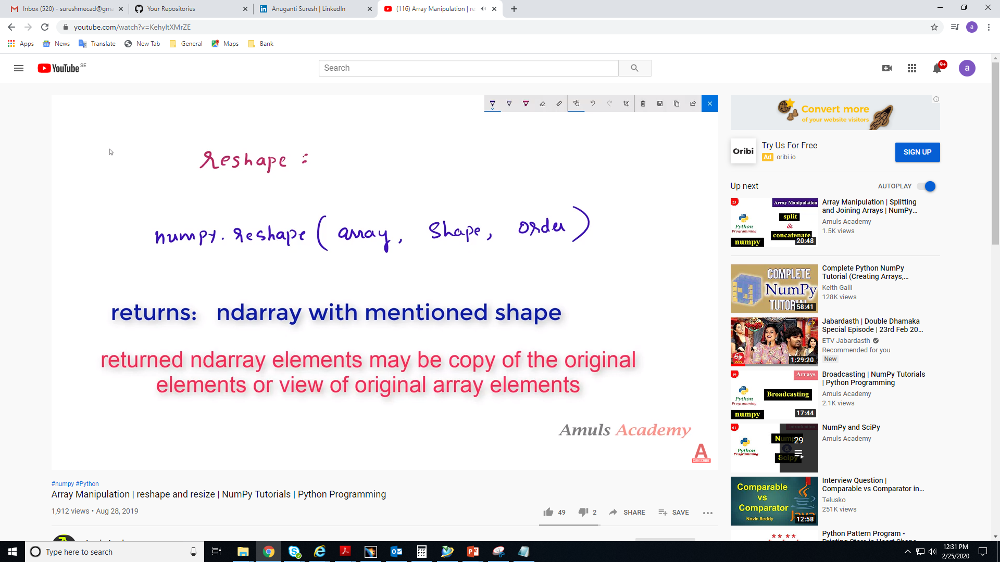 Inbox (520) - sureshmecad@gma
Your Repositories
Anuganti Suresh | LinkedIn
(116) Array Manipulation | re
youtube.com/watch?v=KehyltXMrZE
a
Apps
News
Translate
New Tab
General
Maps
Bank
YouTube SE
Search
9+
a
reshape :
numpy.reshape ( array, shape, order )
returns: ndarray with mentioned shape
returned ndarray elements may be copy of the original
elements or view of original array elements
Amuls Academy
A
SUBSCRIBE
#numpy #Python
Array Manipulation | reshape and resize | NumPy Tutorials | Python Programming
1,912 views • Aug 28, 2019
49
2
SHARE
SAVE
Convert more
of your website visitors
Oribi
Try Us For Free
Ad oribi.io
SIGN UP
Up next
AUTOPLAY
23
Array Manipulation
Python
Programming
split
&
concatenate
numpy
20:48
Array Manipulation | Splitting
and Joining Arrays | NumPy...
Amuls Academy
1.5K views
COMPLETE
NumPy
TUTORIAL
58:41
Complete Python NumPy
Tutorial (Creating Arrays,...
Keith Galli
128K views
WIN
1:29:20
Jabardasth | Double Dhamaka
Special Episode | 23rd Feb 20...
ETV Jabardasth
Recommended for you
New
19
Arrays
Python
Programming
Broadcasting
numpy
17:44
Broadcasting | NumPy Tutorials
| Python Programming
Amuls Academy
2.1K views
01
Introduction
Python
Programming
&
Scipy
29
NumPy and SciPy
Amuls Academy
Comparable
vs
Comparator
Navin Reddy
Java
12:58
Interview Question |
Comparable vs Comparator in...
Telusko
251K views
Python Pattern Program -
Type here to search
12:31 PM
2/25/2020